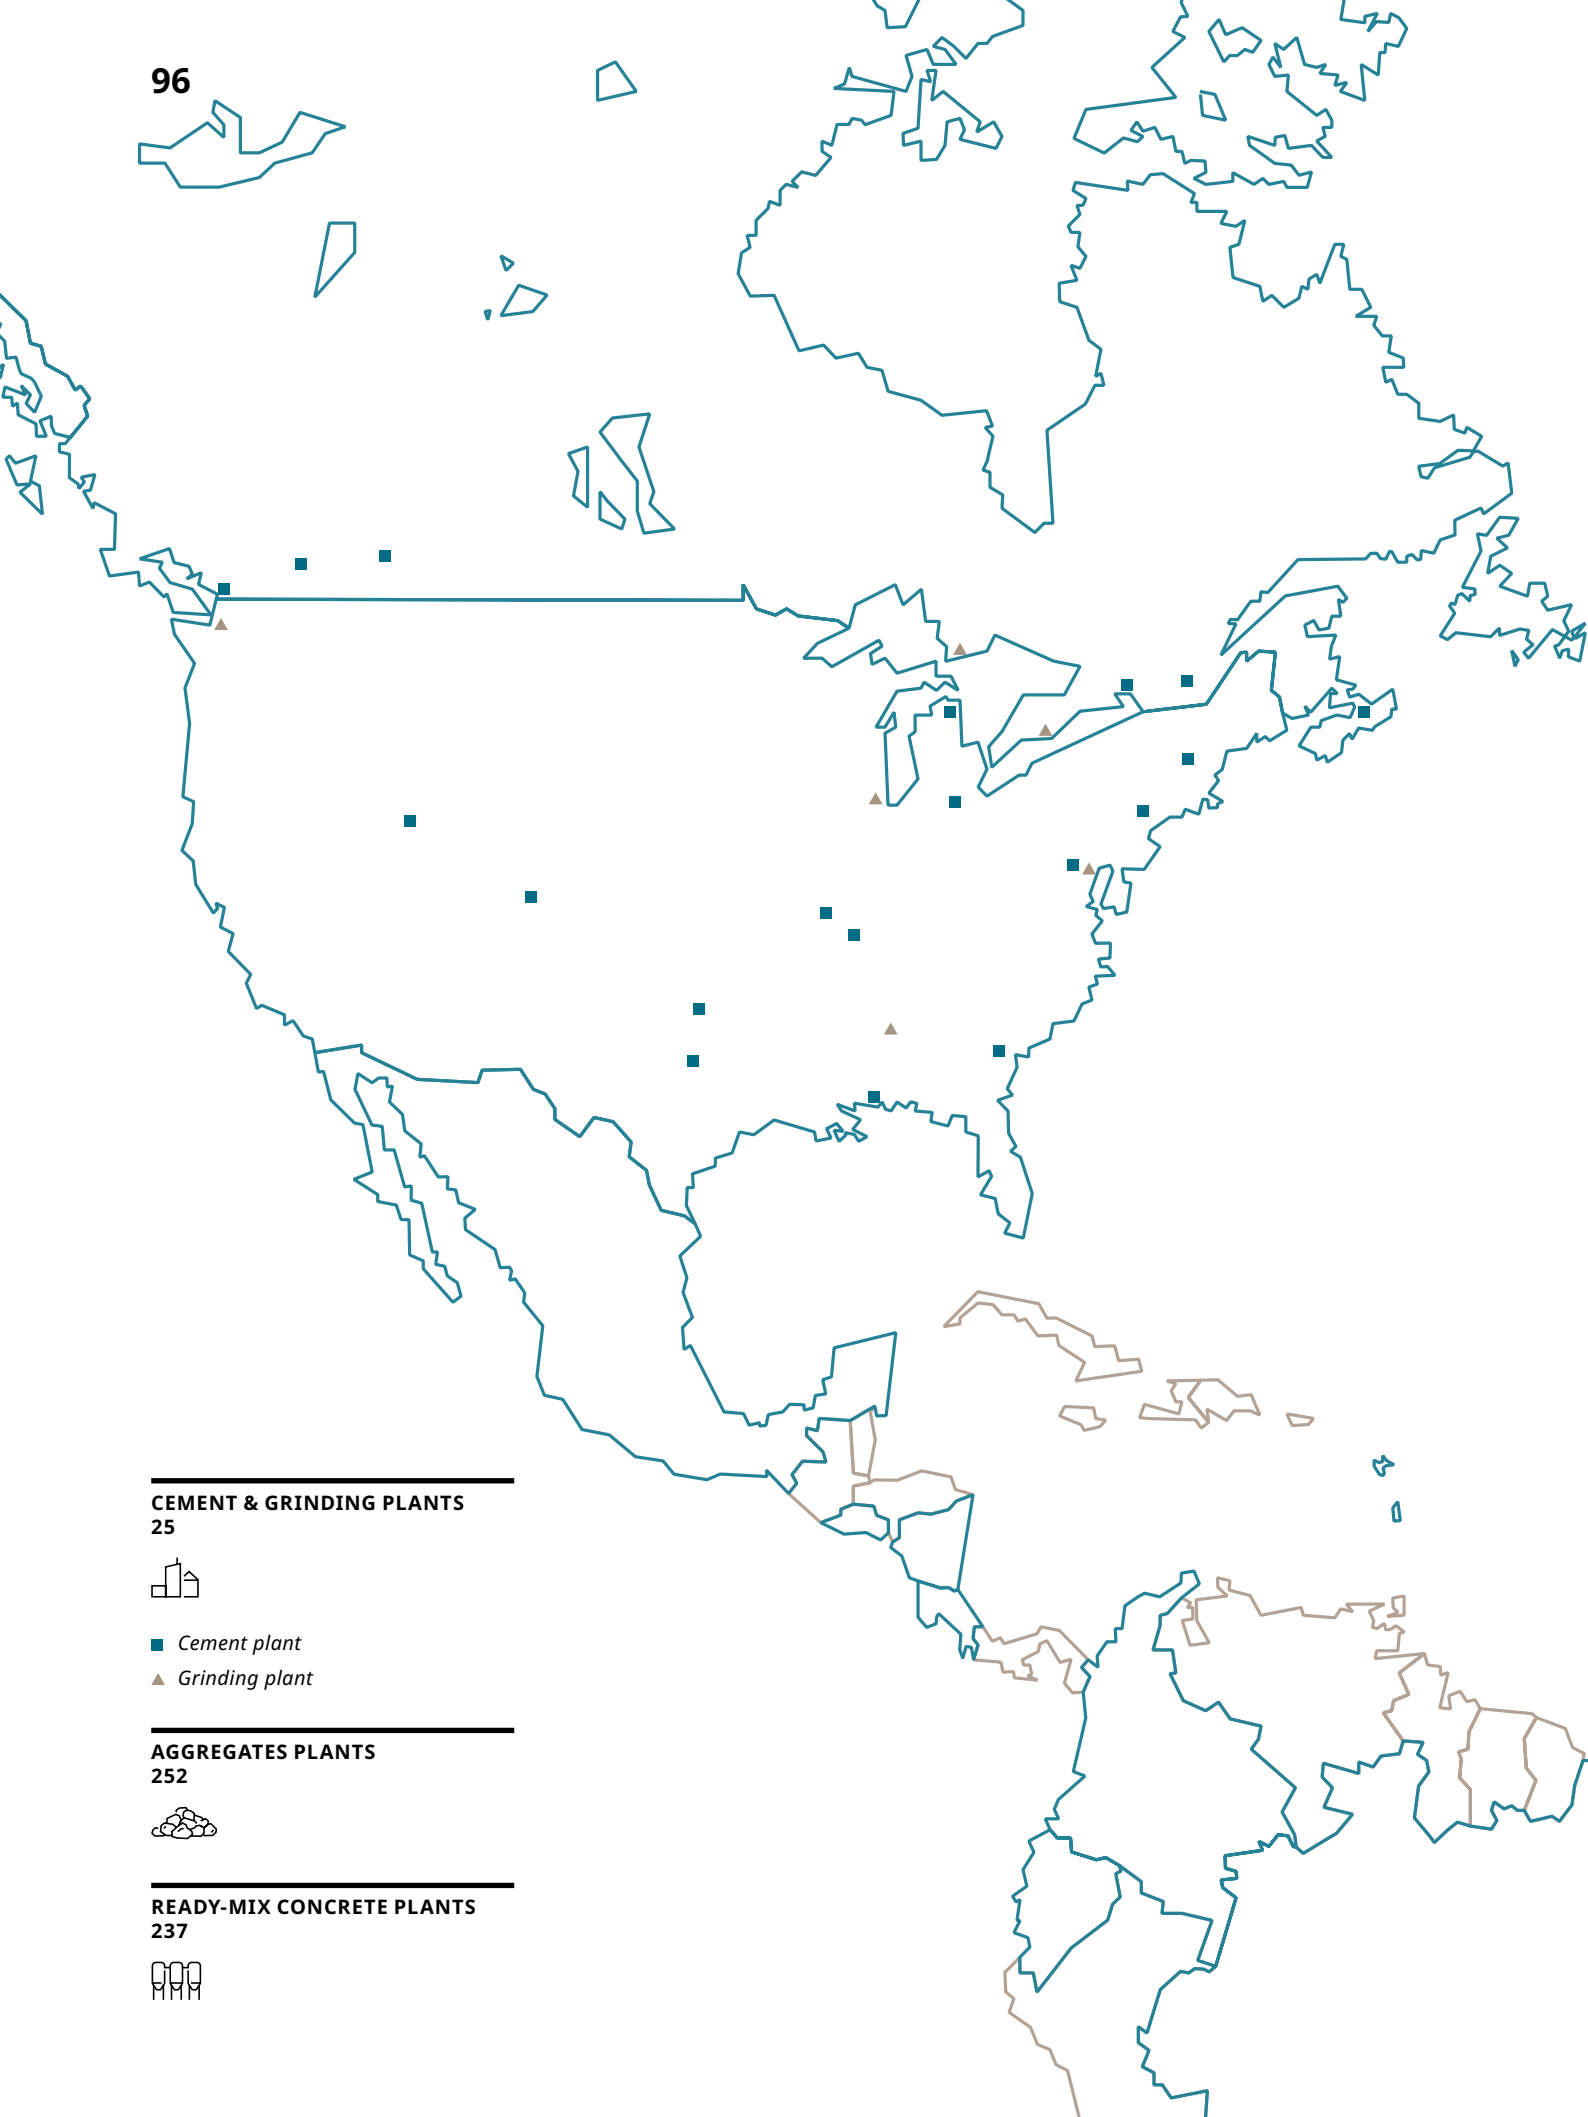 96
CEMENT & GRINDING PLANTS
25
Cement plant
Grinding plant
AGGREGATES PLANTS
252
READY-MIX CONCRETE PLANTS
237